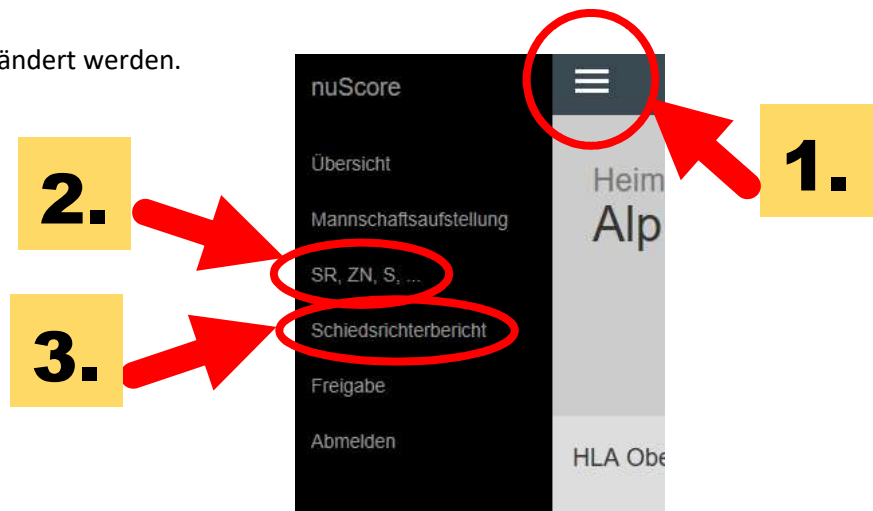 ändert werden.
nuScore
Übersicht
Mannschaftsaufstellung
SR, ZN, S, ...
Schiedsrichterbericht
Freigabe
Abmelden
Heim
Alp
HLA Obe
1.
2.
3.